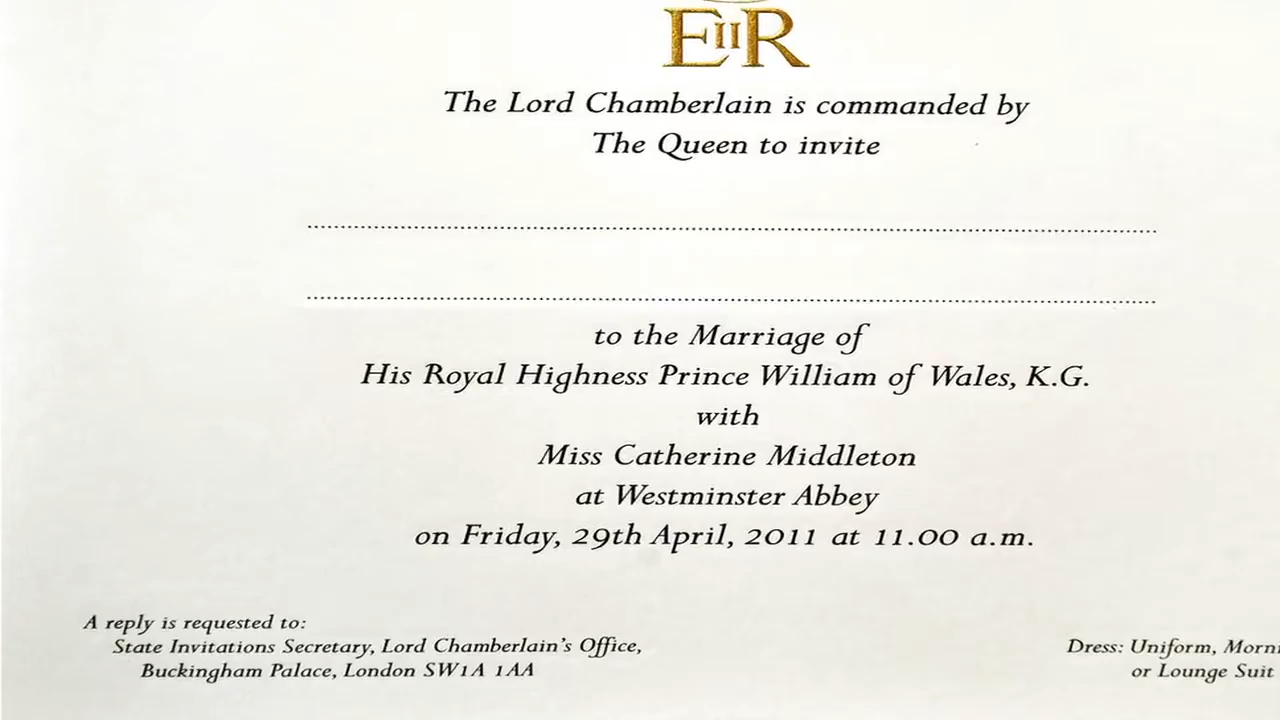 EIIR
The Lord Chamberlain is commanded by
The Queen to invite
to the Marriage of
His Royal Highness Prince William of Wales, K.G.
with
Miss Catherine Middleton
at Westminster Abbey
on Friday, 29th April, 2011 at 11.00 a.m.
A reply is requested to:
State Invitations Secretary, Lord Chamberlain's Office,
Buckingham Palace, London SW1A 1AA
Dress: Uniform,
or Lounge Suit